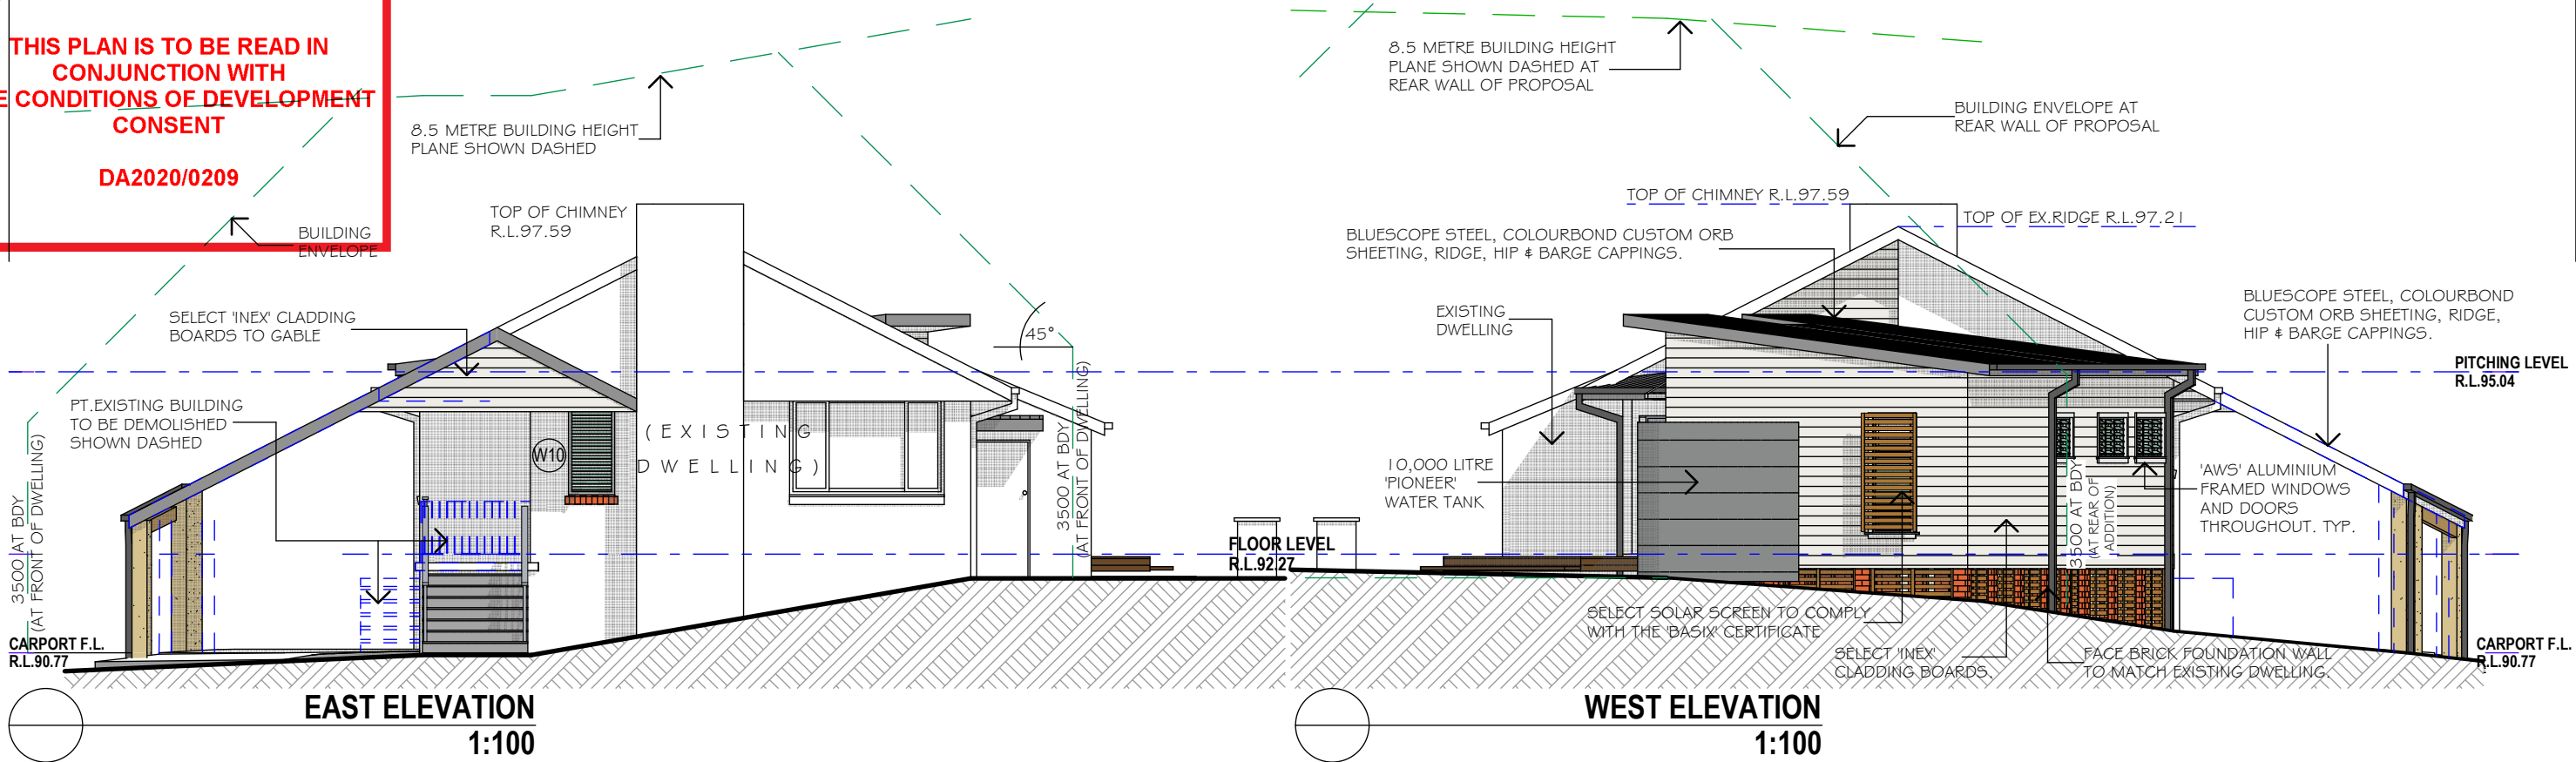 THIS PLAN IS TO BE READ IN
CONJUNCTION WITH
E CONDITIONS OF DEVELOPMENT
CONSENT
DA2020/0209
BUILDING
ENVELOPE
8.5 METRE BUILDING HEIGHT
PLANE SHOWN DASHED
TOP OF CHIMNEY
R.L.97.59
SELECT 'INEX' CLADDING
BOARDS TO GABLE
PT.EXISTING BUILDING
TO BE DEMOLISHED
SHOWN DASHED
3500 AT BDY
(AT FRONT OF DWELLING)
W10
(EXISTING
DWELLING)
45°
3500 AT BDY
(AT FRONT OF DWELLING)
CARPORT F.L.
R.L.90.77
FLOOR LEVEL
R.L.92.27
EAST ELEVATION
1:100
8.5 METRE BUILDING HEIGHT
PLANE SHOWN DASHED AT
REAR WALL OF PROPOSAL
BUILDING ENVELOPE AT
REAR WALL OF PROPOSAL
TOP OF CHIMNEY R.L.97.59
TOP OF EX.RIDGE R.L.97.21
BLUESCOPE STEEL, COLOURBOND CUSTOM ORB
SHEETING, RIDGE, HIP & BARGE CAPPINGS.
EXISTING
DWELLING
BLUESCOPE STEEL, COLOURBOND
CUSTOM ORB SHEETING, RIDGE,
HIP & BARGE CAPPINGS.
PITCHING LEVEL
R.L.95.04
10,000 LITRE
'PIONEER'
WATER TANK
3500 AT BDY
(AT REAR OF
ADDITION)
'AWS' ALUMINIUM
FRAMED WINDOWS
AND DOORS
THROUGHOUT. TYP.
SELECT SOLAR SCREEN TO COMPLY
WITH THE 'BASIX' CERTIFICATE
SELECT 'INEX'
CLADDING BOARDS.
FACE BRICK FOUNDATION WALL
TO MATCH EXISTING DWELLING.
CARPORT F.L.
R.L.90.77
WEST ELEVATION
1:100